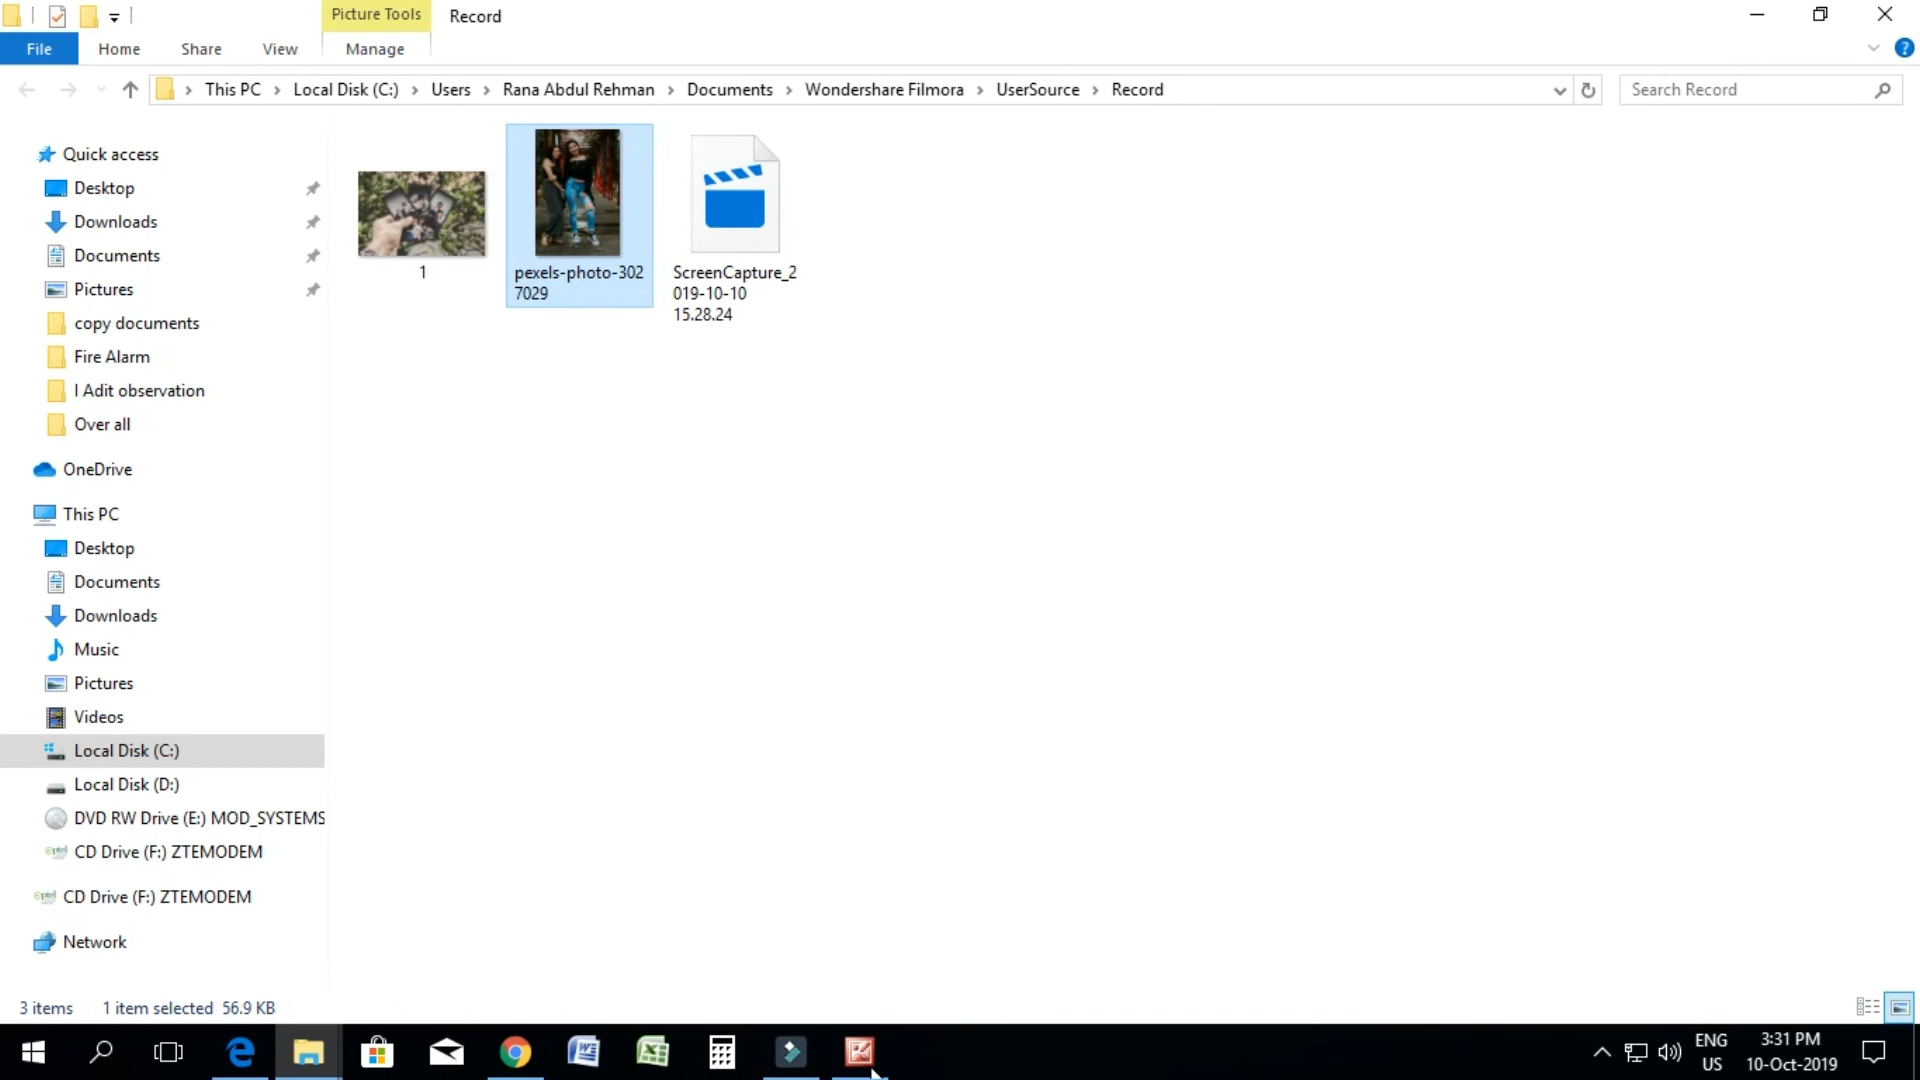 Picture Tools
Record
File
Home
Share
View
Manage
This PC
Local Disk (C:)
Users
Rana Abdul Rehman
Documents
Wondershare Filmora
UserSource
Record
Search Record
Quick access
Desktop
Downloads
Documents
Pictures
copy documents
Fire Alarm
I Adit observation
Over all
OneDrive
This PC
Desktop
Documents
Downloads
Music
Pictures
Videos
Local Disk (C:)
Local Disk (D:)
DVD RW Drive (E:) MOD_SYSTEMS
CD Drive (F:) ZTEMODEM
CD Drive (F:) ZTEMODEM
Network
1
pexels-photo-302
7029
ScreenCapture_2
019-10-10
15.28.24
3 items
1 item selected 56.9 KB
ENG
US
3:31 PM
10-Oct-2019